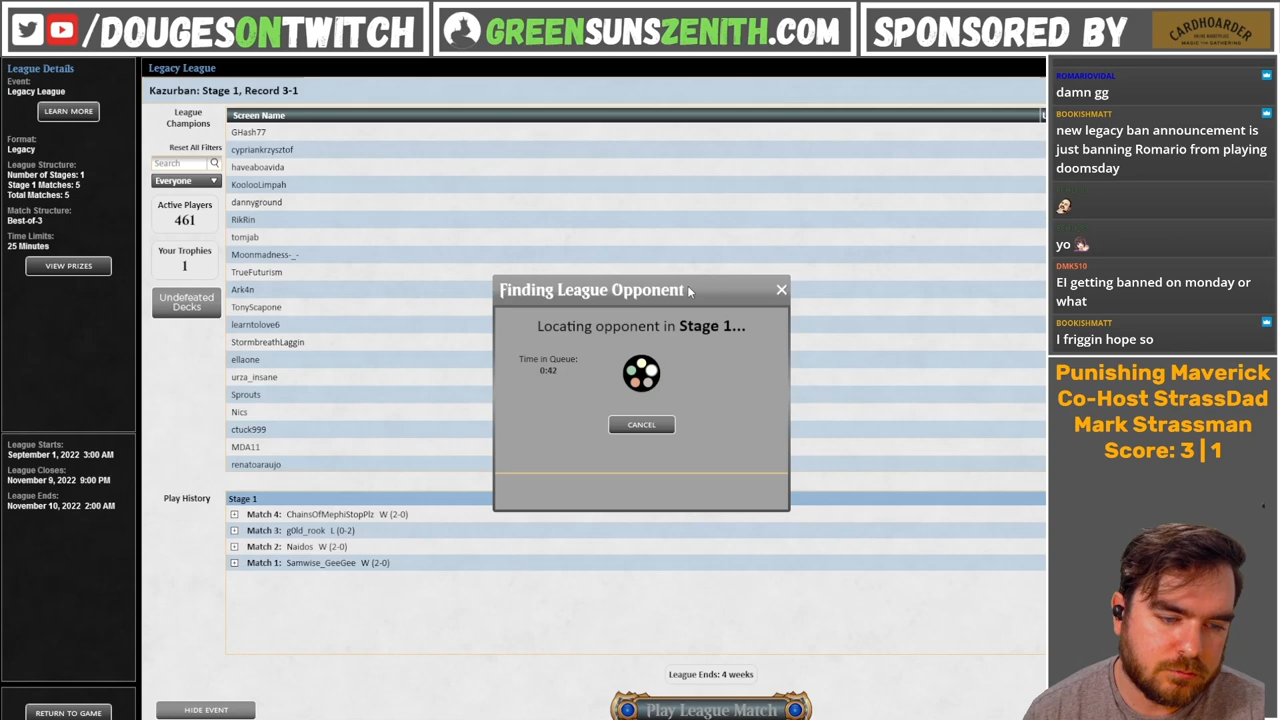 /DOUGESONTWITCH
GREENSUNSZENITH.COM
SPONSORED BY
CARDHOARDER
MAGIC THE GATHERING
League Details
Event:
Legacy League
LEARN MORE
Format:
Legacy
League Structure:
Number of Stages: 1
Stage 1 Matches: 5
Total Matches: 5
Match Structure:
Best-of-3
Time Limits:
25 Minutes
VIEW PRIZES
League Starts:
September 1, 2022 3:00 AM
League Closes:
November 9, 2022 9:00 PM
League Ends:
November 10, 2022 2:00 AM
RETURN TO GAME
Legacy League
Kazurban: Stage 1, Record 3-1
League
Champions
Reset All Filters
Search
Everyone
Active Players
461
Your Trophies
1
Undefeated
Decks
Screen Name
GHash77
cypriankrzysztof
haveaboavida
KoolooLimpah
dannyground
RikRin
tomjab
Moonmadness-_-
TrueFuturism
Ark4n
TonyScapone
learntolove6
StormbreathLaggin
ellaone
urza_insane
Sprouts
Nics
ctuck999
MDA11
renatoaraujo
Play History
Stage 1
Match 4: ChainsOfMephiStopPlz W (2-0)
Match 3: g0ld_rook L (0-2)
Match 2: Naidos W (2-0)
Match 1: Samwise_GeeGee W (2-0)
League Ends: 4 weeks
HIDE EVENT
Play League Match
Finding League Opponent
Locating opponent in Stage 1...
Time in Queue:
0:42
CANCEL
ROMARIOVIDAL
damn gg
BOOKISHMATT
new legacy ban announcement is
just banning Romario from playing
doomsday
yo
DMK510
EI getting banned on monday or
what
BOOKISHMATT
I friggin hope so
Punishing Maverick
Co-Host StrassDad
Mark Strassman
Score: 3 | 1